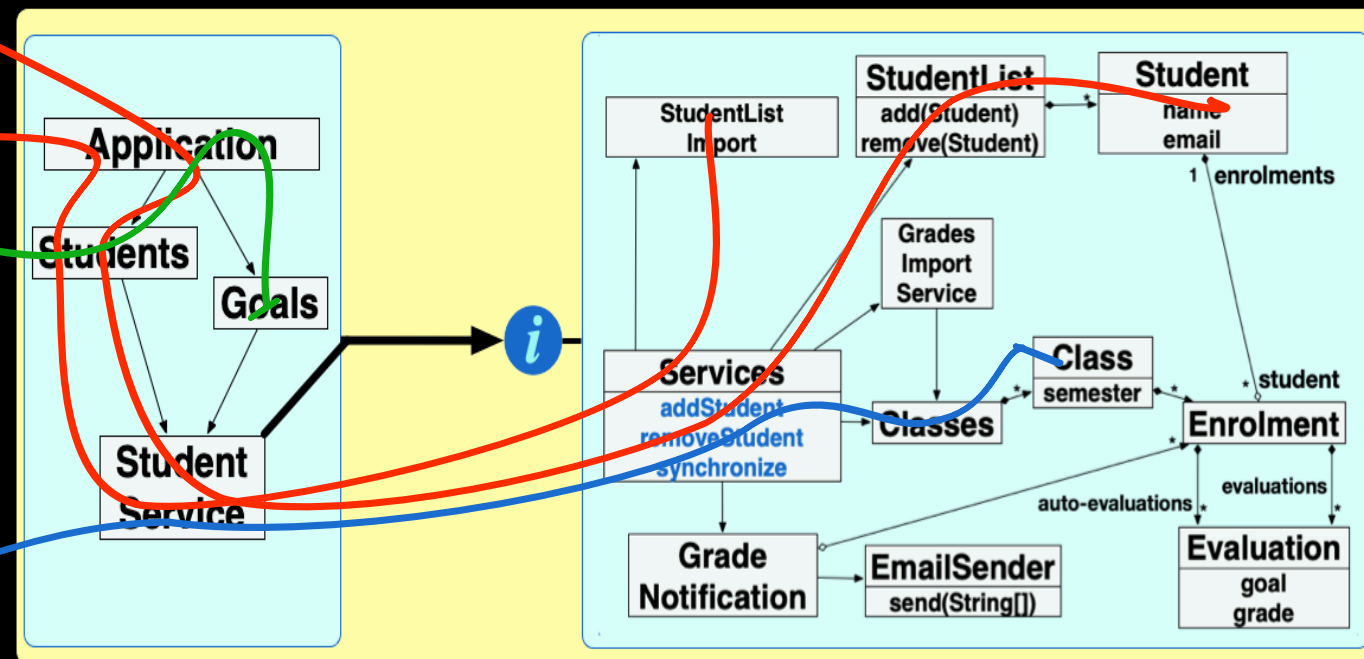 Application
Students
Goals
Student
Service
i
StudentList
Import
StudentList
add(Student)
remove(Student)
*
Student
name
email
1 enrolments
Grades
Import
Service
Services
addStudent
removeStudent
synchronize
Classes
*
Class
semester
*
* student
Enrolment
*
auto-evaluations *
evaluations
*
Grade
Notification
EmailSender
send(String[])
Evaluation
goal
grade